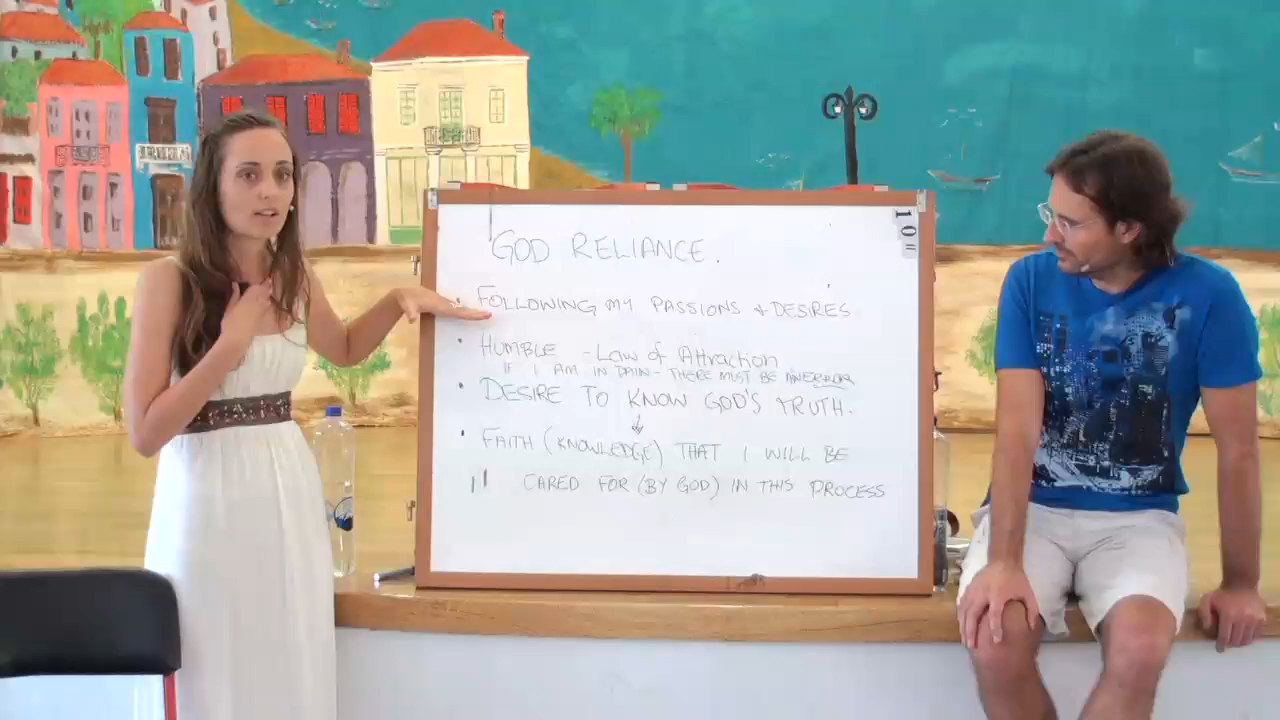 GOD RELIANCE.
• FOLLOWING MY PASSIONS & DESIRES
• HUMBLE - Law of Attraction
IF I AM IN PAIN - THERE MUST BE AN ERROR
• DESIRE TO KNOW GOD'S TRUTH.
↓
• FAITH (KNOWLEDGE) THAT I WILL BE
CARED FOR (BY GOD) IN THIS PROCESS
10"